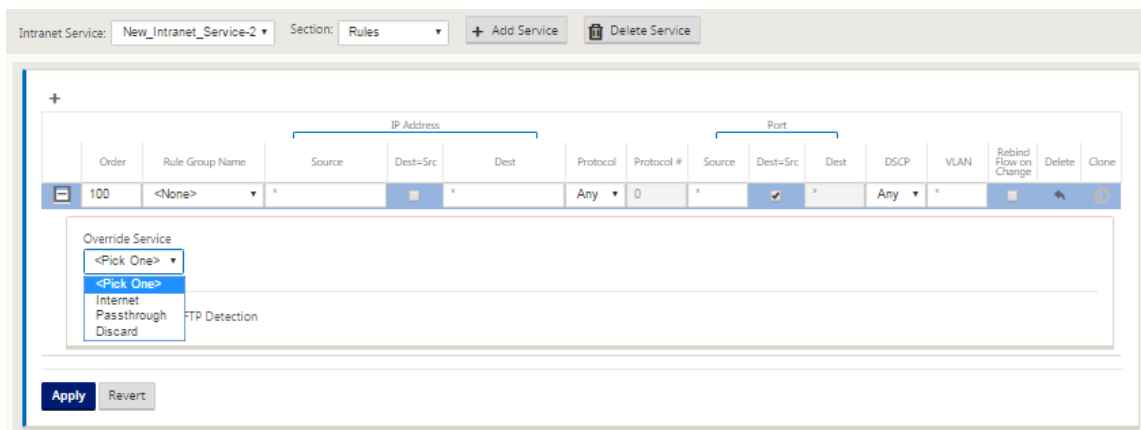 Intranet Service: New_Intranet_Service-2 Section: Rules + Add Service Delete Service
+
IP Address Port
Order Rule Group Name Source Dest=Src Dest Protocol Protocol # Source Dest=Src Dest DSCP VLAN Rebind Flow on Change Delete Clone
100 <None> * * Any 0 * * Any *
Override Service
<Pick One>
<Pick One>
Internet
Passthrough FTP Detection
Discard
Apply Revert